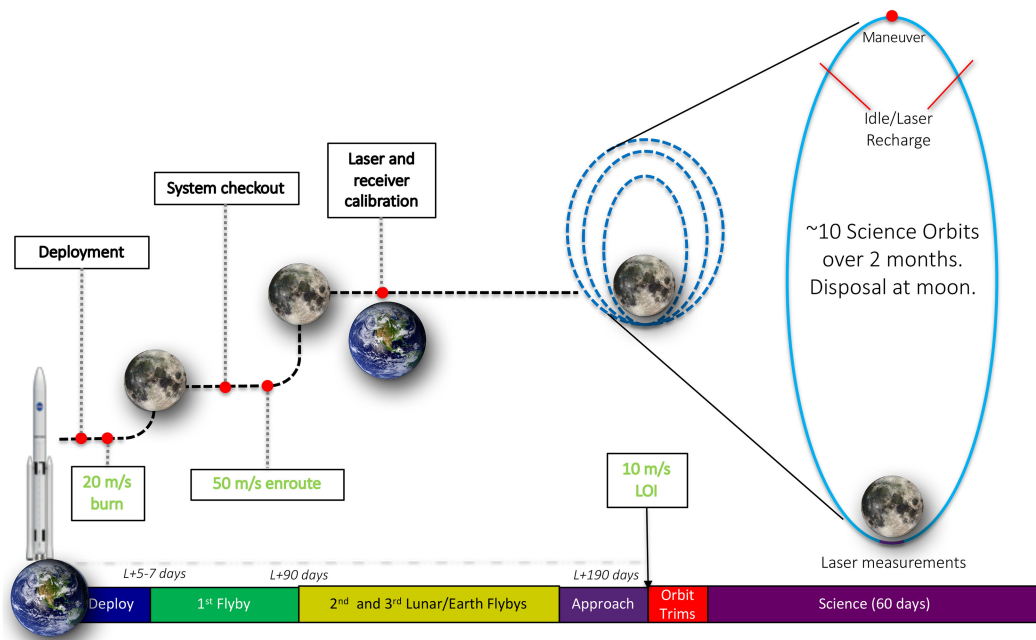 Maneuver
Idle/Laser
Recharge
Laser and
receiver
calibration
System checkout
Deployment
~10 Science Orbits
over 2 months.
Disposal at moon.
20 m/s
burn
50 m/s enroute
10 m/s
LOI
Laser measurements
L+5-7 days
L+90 days
L+190 days
Deploy
1st Flyby
2nd and 3rd Lunar/Earth Flybys
Approach
Orbit
Trims
Science (60 days)